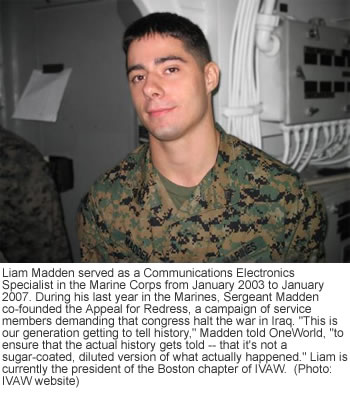 Liam Madden served as a Communications Electronics
Specialist in the Marine Corps from January 2003 to January
2007. During his last year in the Marines, Sergeant Madden
co-founded the Appeal for Redress, a campaign of service
members demanding that congress halt the war in Iraq. "This is
our generation getting to tell history," Madden told OneWorld, "to
ensure that the actual history gets told -- that it's not a
sugar-coated, diluted version of what actually happened." Liam is
currently the president of the Boston chapter of IVAW.  (Photo:
IVAW website)